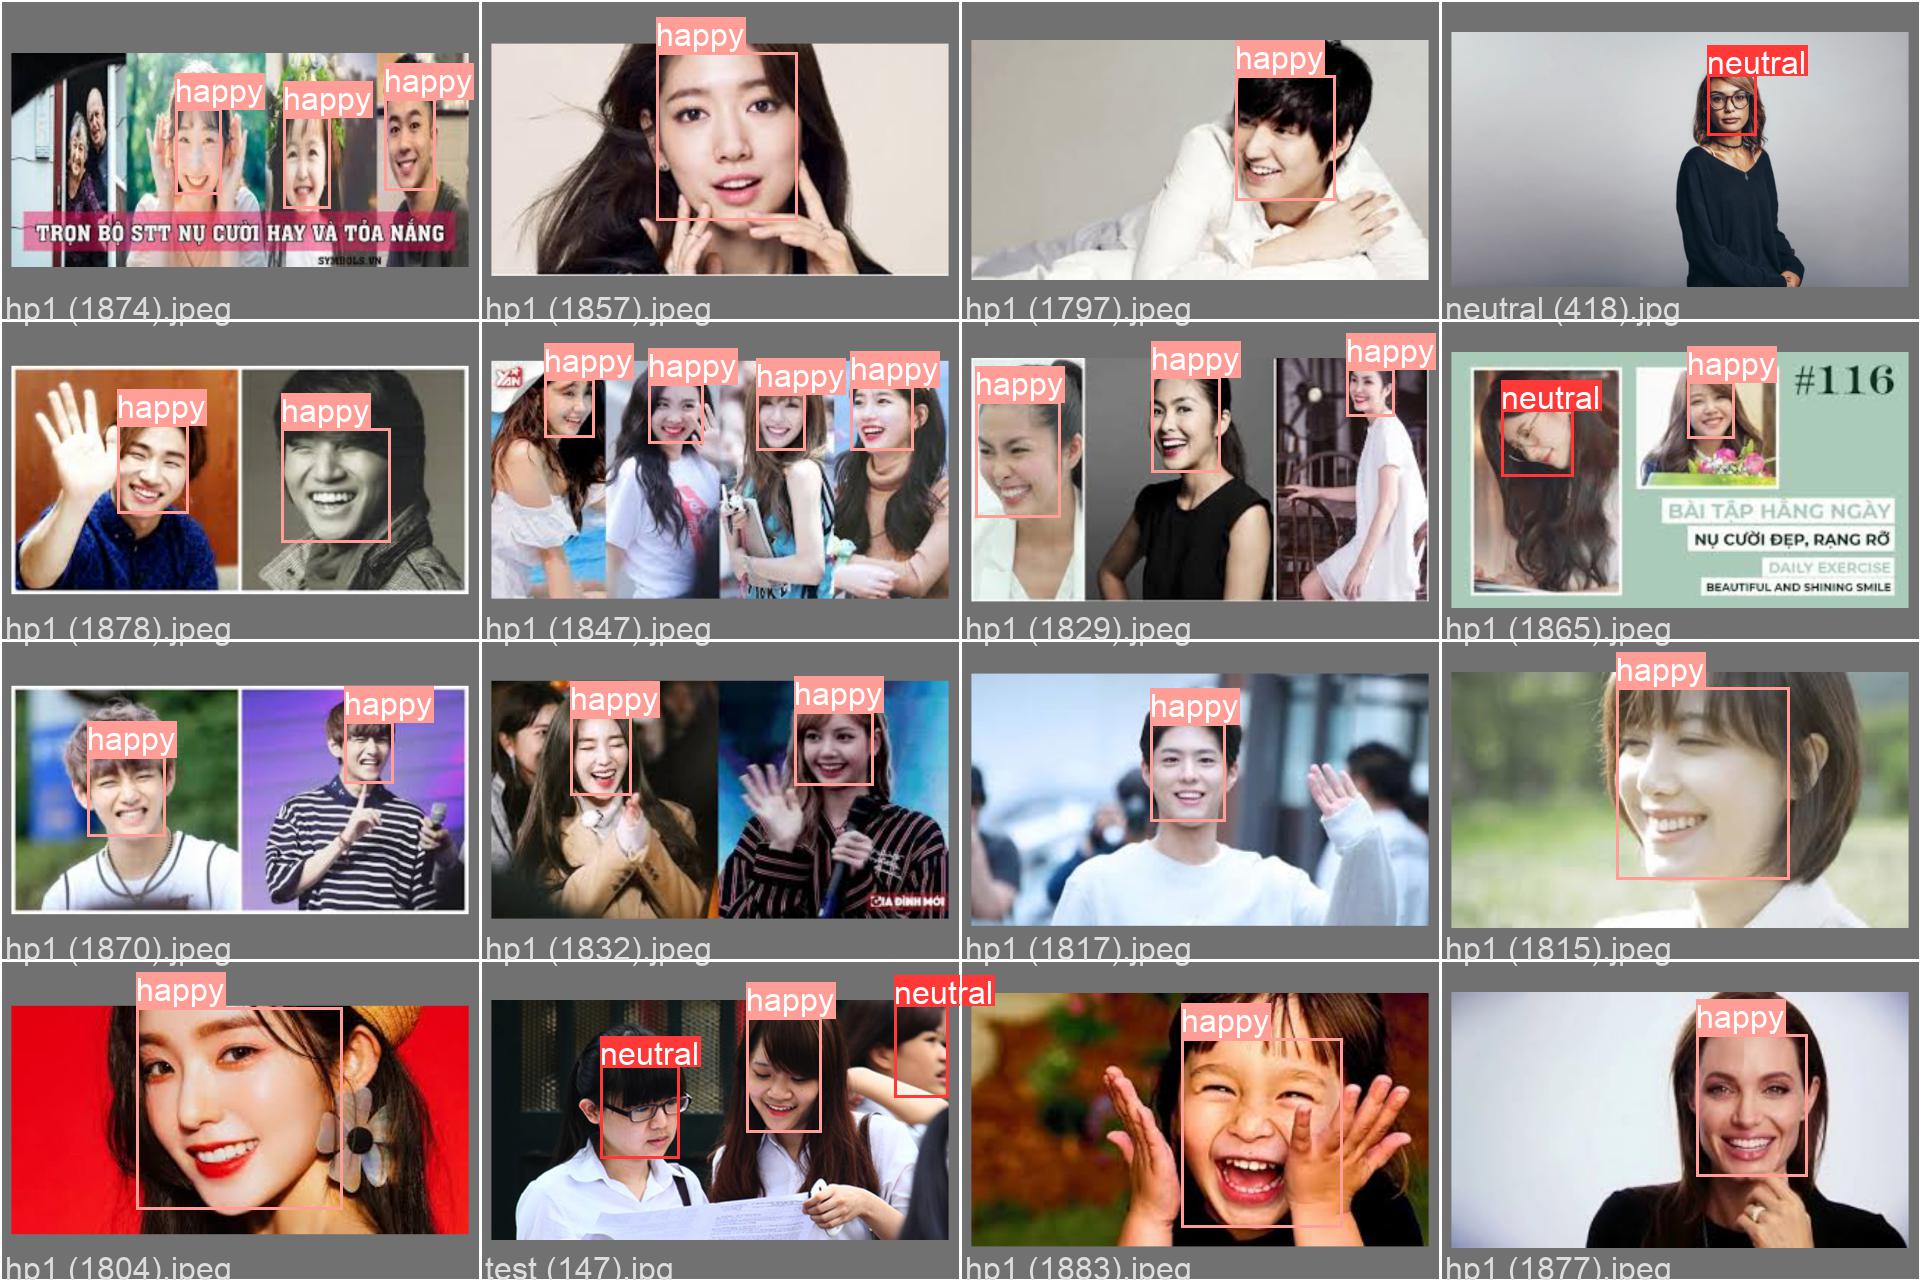 happy
happy
happy
TRỌN BỘ STT NỤ CƯỜI HAY VÀ TỎA NẮNG
SYMBOLS.VN
hp1 (1874).jpeg
happy
hp1 (1857).jpeg
happy
hp1 (1797).jpeg
neutral
neutral (418).jpg
happy
happy
hp1 (1878).jpeg
YAN
happy
happy
happy
happy
hp1 (1847).jpeg
happy
happy
happy
hp1 (1829).jpeg
neutral
happy
#116
BÀI TẬP HẰNG NGÀY
NỤ CƯỜI ĐẸP, RẠNG RỠ
DAILY EXERCISE
BEAUTIFUL AND SHINING SMILE
hp1 (1865).jpeg
happy
happy
hp1 (1870).jpeg
happy
happy
GIA ĐÌNH MỚI
hp1 (1832).jpeg
happy
hp1 (1817).jpeg
happy
hp1 (1815).jpeg
happy
hp1 (1804).jpeg
neutral
happy
neutral
test (147).jpg
happy
hp1 (1883).jpeg
happy
hp1 (1877).jpeg